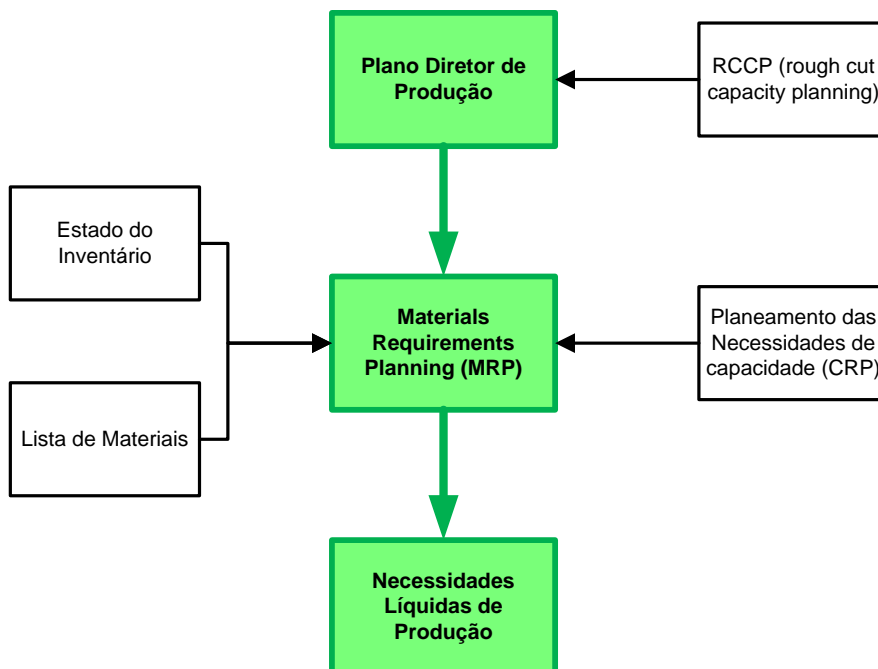 Plano Diretor de
Produção
RCCP (rough cut
capacity planning)
Estado do
Inventário
Materials
Requirements
Planning (MRP)
Planeamento das
Necessidades de
capacidade (CRP)
Lista de Materiais
Necessidades
Líquidas de
Produção